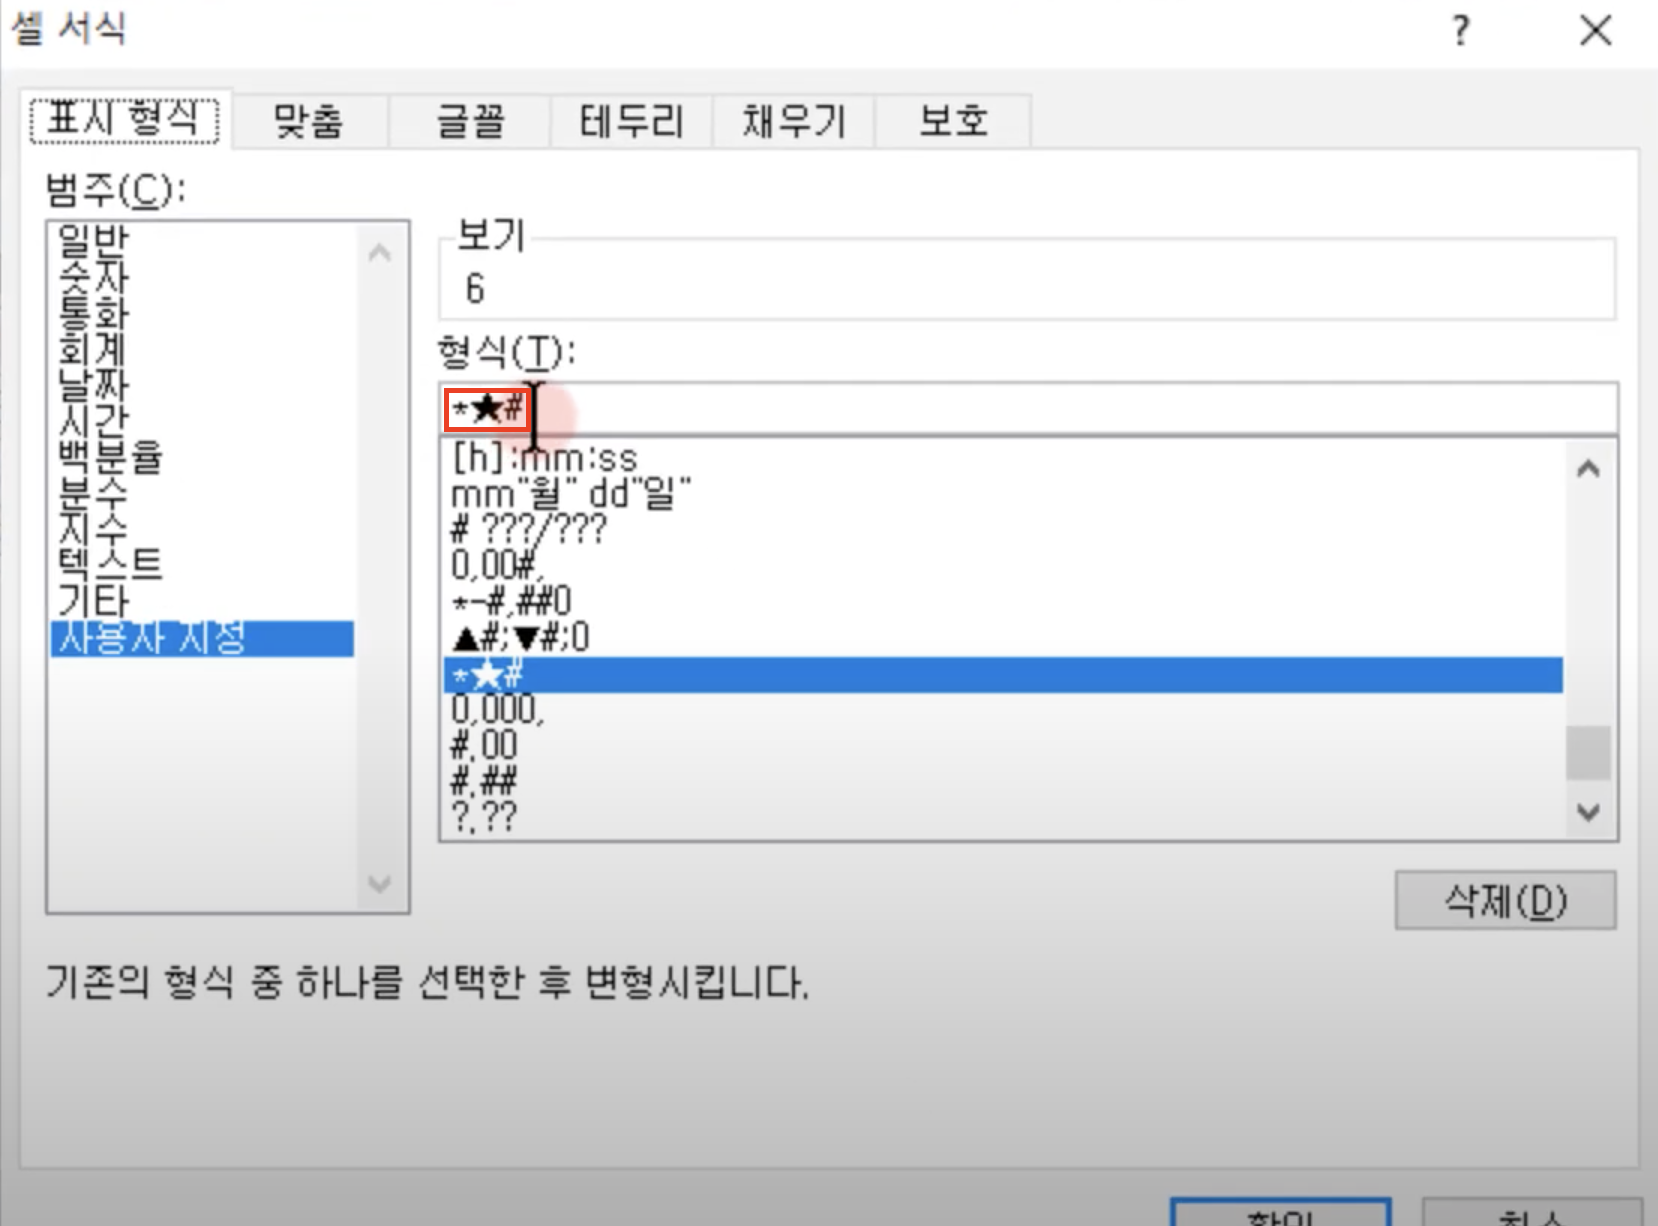 셀 서식
?
표시 형식 맞춤 글꼴 테두리 채우기 보호
범주(C):
일반
숫자
통화
회계
날짜
시간
백분율
분수
지수
텍스트
기타
사용자 지정
보기
6
형식(T):
*★#
[h]:mm:ss
mm"월" dd"일"
# ???/???
0,00#,
*-#,##0
▲#;▼#;0
*★#
0,000,
#.00
#.##
?.??
삭제(D)
기존의 형식 중 하나를 선택한 후 변형시킵니다.
확인 취소